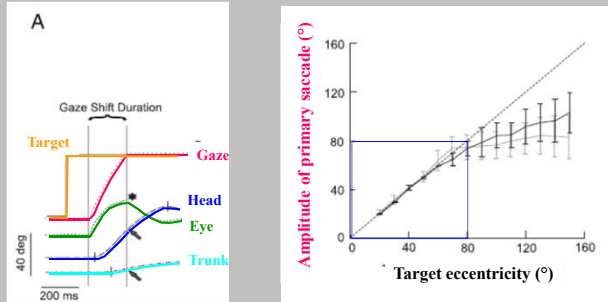 A
Gaze Shift Duration
Target
Gaze
Head
Eye
Trunk
40 deg
200 ms
Amplitude of primary saccade (°)
160
120
80
40
0
0
40
80
120
160
Target eccentricity (°)